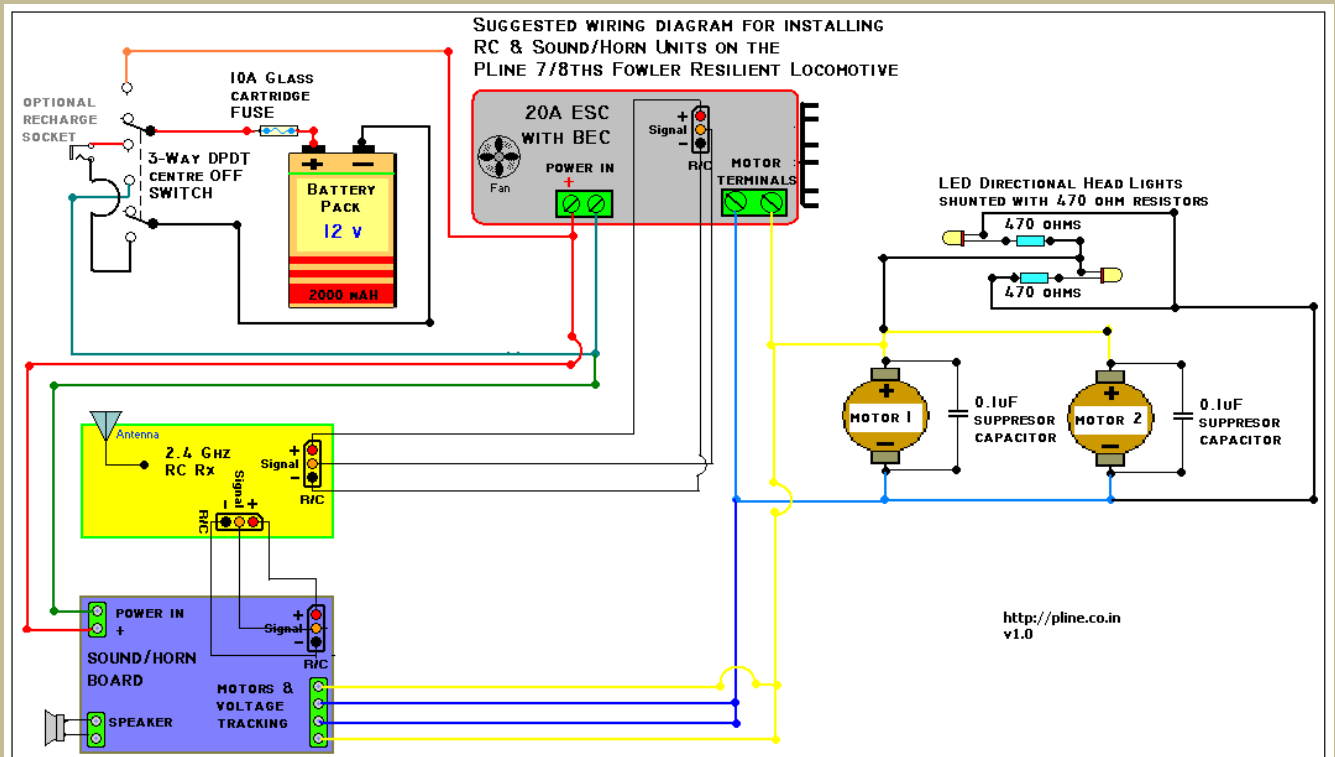 SUGGESTED WIRING DIAGRAM FOR INSTALLING
RC & SOUND/HORN UNITS ON THE
PLINE 7/8THS FOWLER RESILIENT LOCOMOTIVE
OPTIONAL
RECHARGE
SOCKET
10A GLASS
CARTRIDGE
FUSE
3-WAY DPDT
CENTRE OFF
SWITCH
+ −
BATTERY
PACK
12 V
2000 MAH
20A ESC
WITH BEC
Fan
POWER IN
+
+
Signal
-
R/C
MOTOR
TERMINALS
LED DIRECTIONAL HEAD LIGHTS
SHUNTED WITH 470 OHM RESISTORS
470 OHMS
470 OHMS
+
MOTOR 1
−
0.1uF
SUPPRESOR
CAPACITOR
+
MOTOR 2
−
0.1uF
SUPPRESOR
CAPACITOR
Antenna
2.4 GHZ
RC RX
+
Signal
-
R/C
R/C
- Signal +
POWER IN
+
SOUND/HORN
BOARD
+
Signal
-
R/C
MOTORS &
VOLTAGE
TRACKING
SPEAKER
http://pline.co.in
v1.0